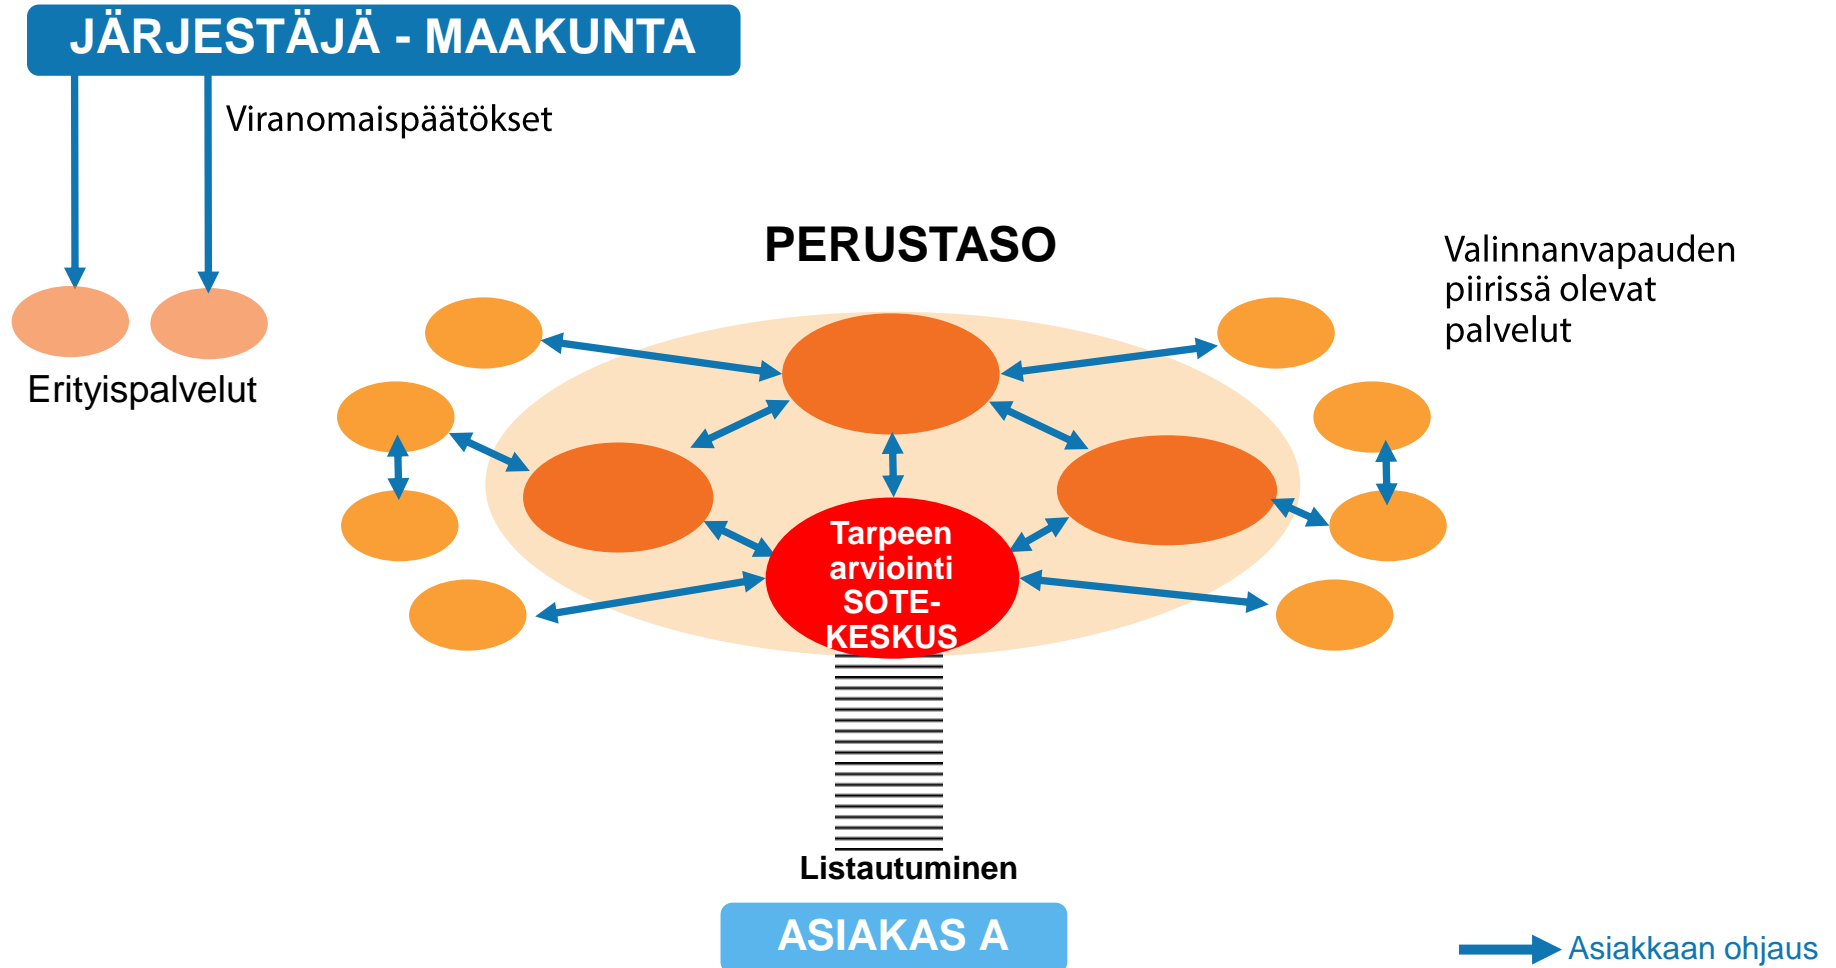 JÄRJESTÄJÄ - MAAKUNTA
Viranomaispäätökset
PERUSTASO
Valinnanvapauden
piirissä olevat
palvelut
Erityispalvelut
Tarpeen
arviointi
SOTE-
KESKUS
Listautuminen
ASIAKAS A
Asiakkaan ohjaus